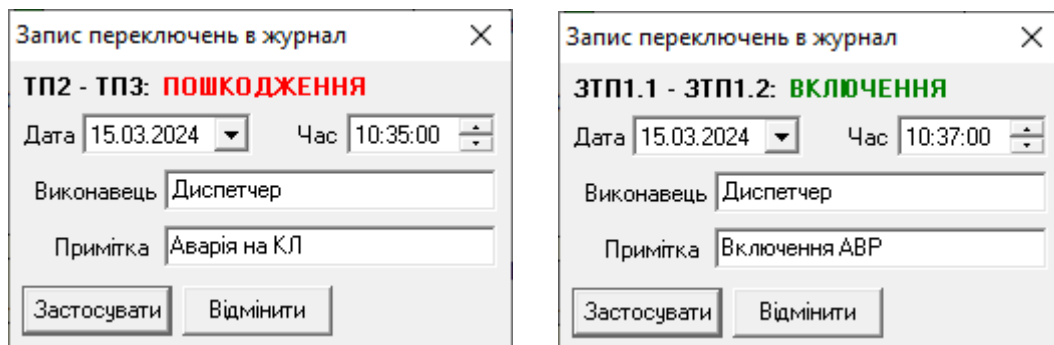 Запис переключень в журнал
ТП2 - ТП3: ПОШКОДЖЕННЯ
Дата 15.03.2024 Час 10:35:00
Виконавець Диспетчер
Примітка Аварія на КЛ
Застосувати Відмінити
Запис переключень в журнал
ЗТП1.1 - ЗТП1.2: ВКЛЮЧЕННЯ
Дата 15.03.2024 Час 10:37:00
Виконавець Диспетчер
Примітка Включення АВР
Застосувати Відмінити